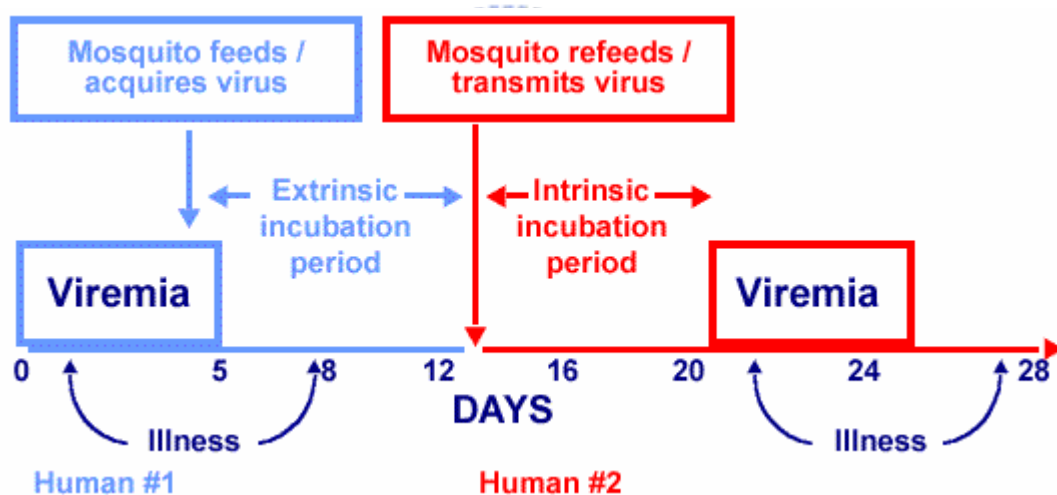 Mosquito feeds /
acquires virus
Mosquito refeeds /
transmits virus
Extrinsic
incubation
period
Intrinsic
incubation
period
Viremia
Viremia
0 5 8 12 16 20 24 28
DAYS
Illness
Illness
Human #1
Human #2